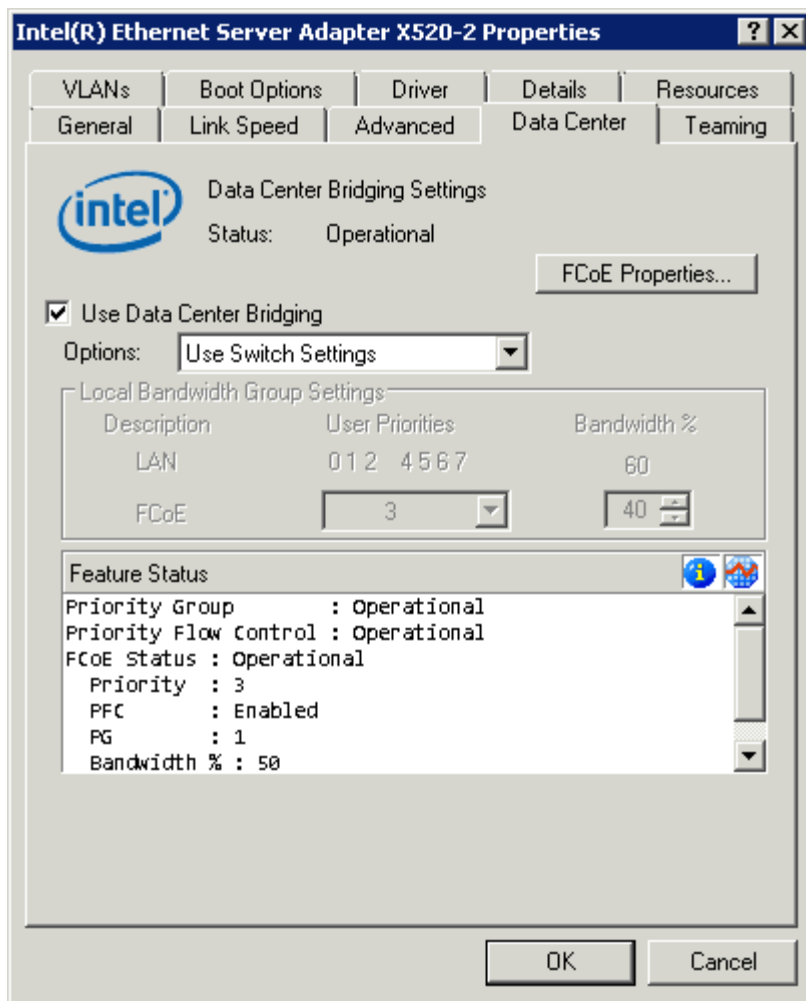 Intel(R) Ethernet Server Adapter X520-2 Properties
VLANs Boot Options Driver Details Resources
General Link Speed Advanced Data Center Teaming
intel
Data Center Bridging Settings
Status: Operational
FCoE Properties...
Use Data Center Bridging
Options: Use Switch Settings
Local Bandwidth Group Settings
Description User Priorities Bandwidth %
LAN 0 1 2 4 5 6 7 60
FCoE 3 40
Feature Status
Priority Group : Operational
Priority Flow Control : Operational
FCoE Status : Operational
Priority : 3
PFC : Enabled
PG : 1
Bandwidth % : 50
OK Cancel